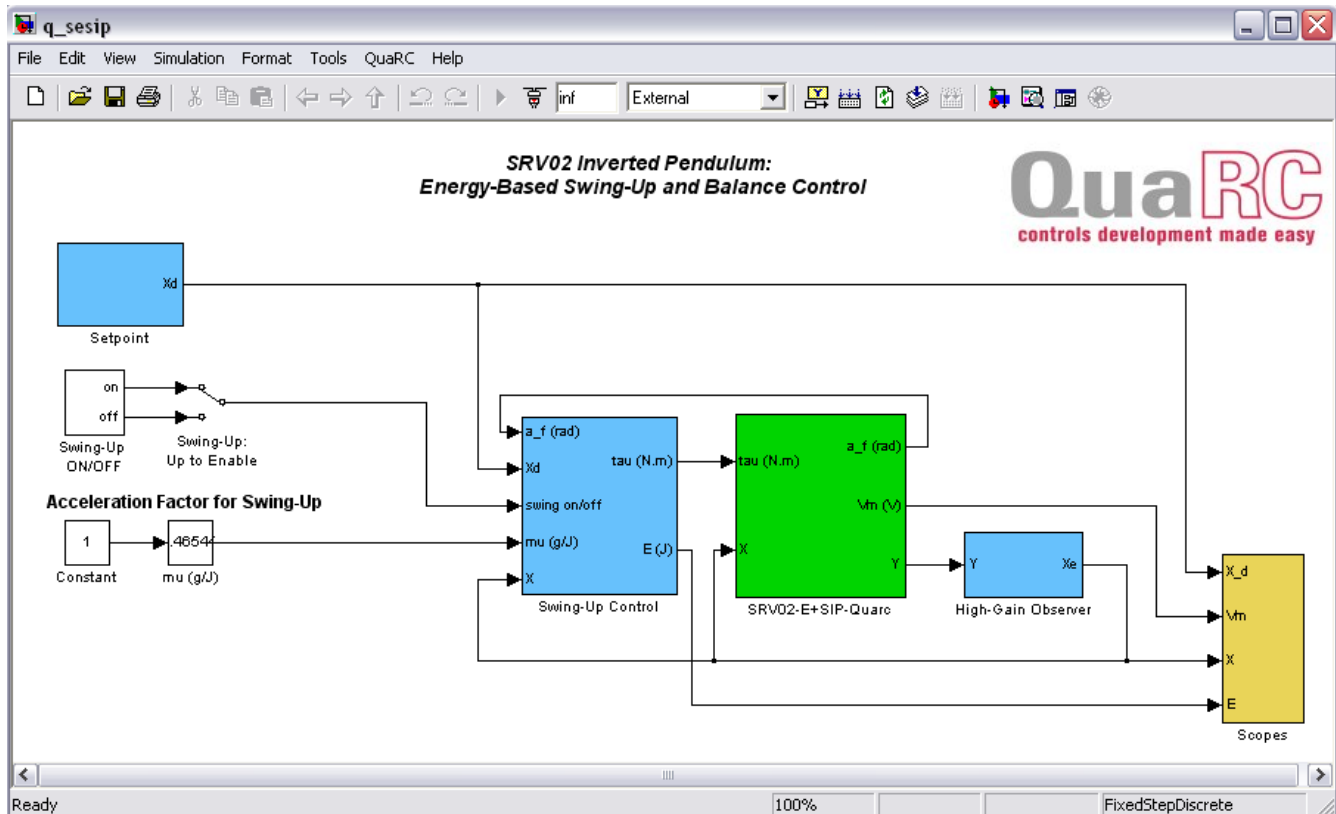 q_sesip
File Edit View Simulation Format Tools QuaRC Help
inf External
SRV02 Inverted Pendulum:
Energy-Based Swing-Up and Balance Control
QuaRC
controls development made easy
Xd
Setpoint
on
off
Swing-Up
ON/OFF
Swing-Up:
Up to Enable
Acceleration Factor for Swing-Up
1
Constant
mu (g/J)
a_f (rad)
Xd
swing on/off
mu (g/J)
X
tau (N.m)
E (J)
Swing-Up Control
tau (N.m)
X
a_f (rad)
Vm (V)
Y
SRV02-E+SIP-Quarc
Y
Xe
High-Gain Observer
X_d
Vm
X
E
Scopes
Ready
100%
FixedStepDiscrete